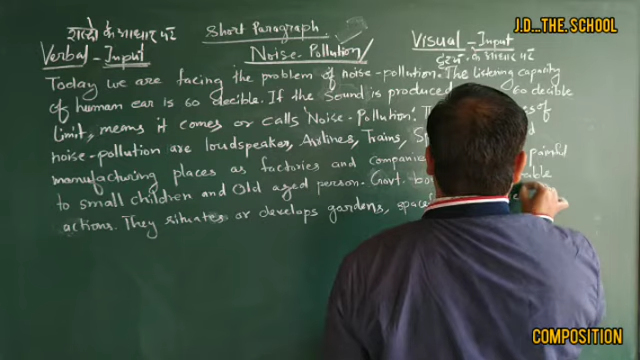 J.D...THE. SCHOOL
शब्दो के आधार पर
Short Paragraph
Verbal - Input
Noise - Pollution
Visual - Input
दृश्य के आधार पर
Today we are facing the problem of noise-pollution. The listening capacity
of human ear is 60 decible. If the Sound is produced 60 decible
limit, means it comes or calls Noise-Pollution. of
noise-pollution are loudspeaker, Airlines, Trains,
manufacturing places as factories and painful
to small children and Old aged person. Govt.
actions. They situates or develops gardens,
COMPOSITION